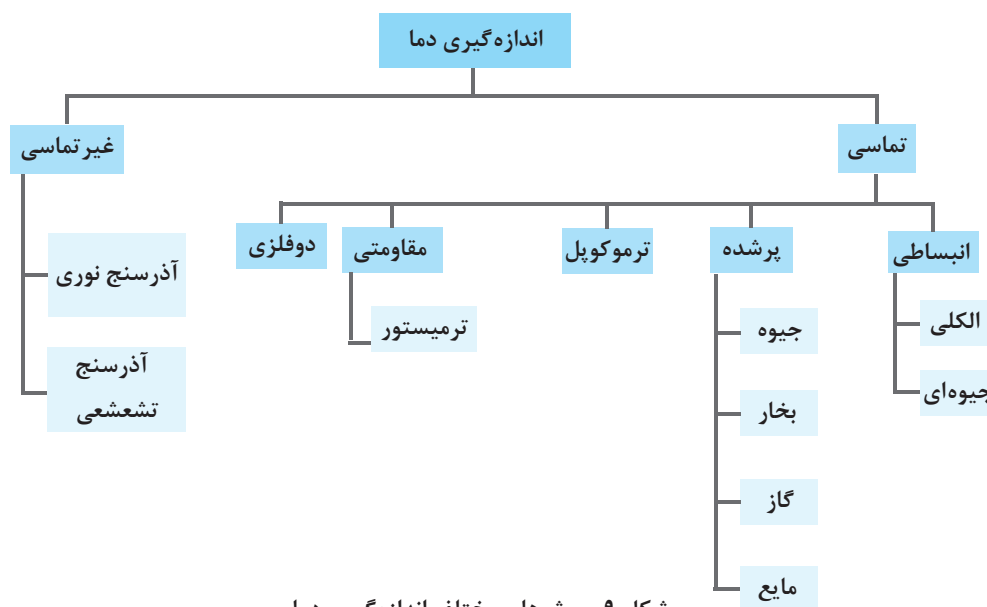 اندازه‌گیری دما
تماسی
غیرتماسی
انبساطی
پرشده
ترموکوپل
مقاومتی
دوفلزی
الکلی
جیوه‌ای
جیوه
بخار
گاز
مایع
ترمیستور
آذرسنج نوری
آذرسنج
تشعشعی